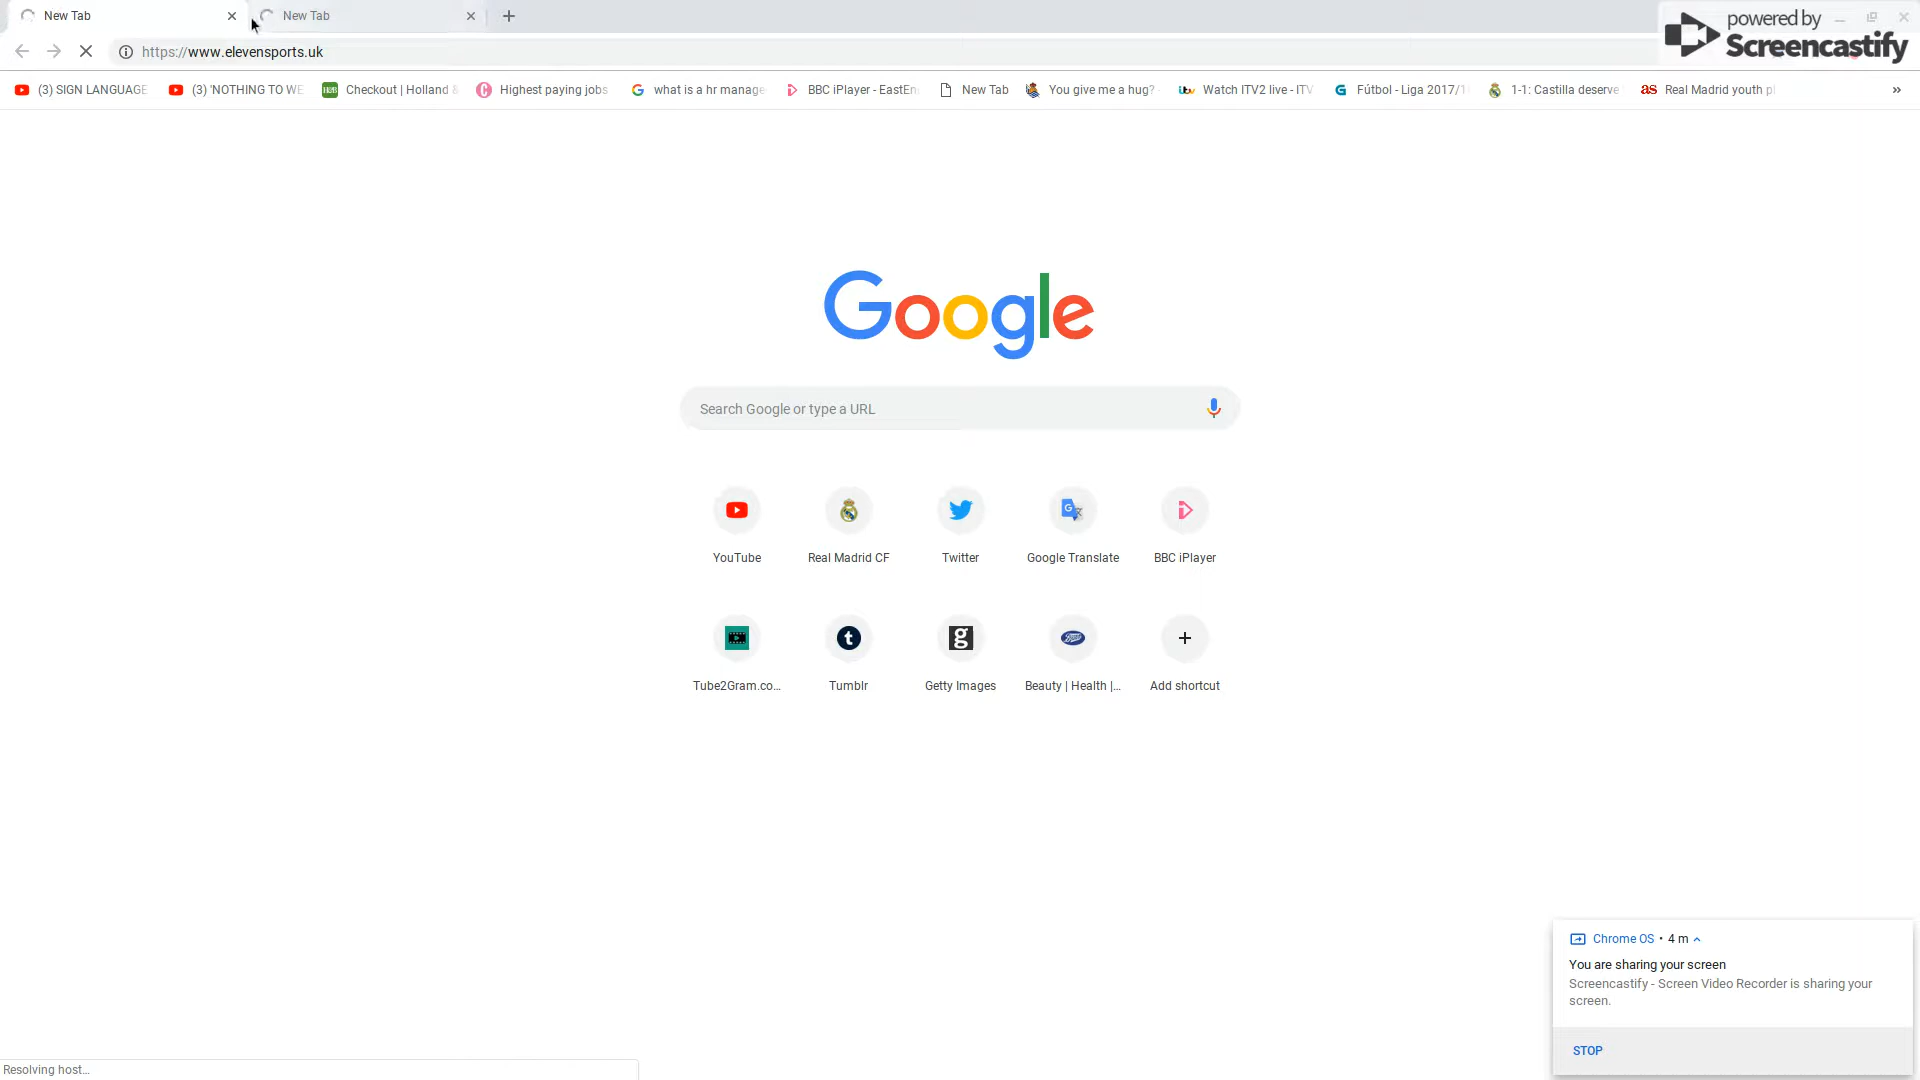 New Tab
New Tab
powered by
Screencastify
https://www.elevensports.uk
(3) SIGN LANGUAGE
(3) 'NOTHING TO WE
Checkout | Holland &
Highest paying jobs
what is a hr manage
BBC iPlayer - EastEn
New Tab
You give me a hug?
Watch ITV2 live - ITV
Fútbol - Liga 2017/1
1-1: Castilla deserve
Real Madrid youth pl
Google
Search Google or type a URL
YouTube
Real Madrid CF
Twitter
Google Translate
BBC iPlayer
Tube2Gram.co...
Tumblr
Getty Images
Beauty | Health |...
Add shortcut
Chrome OS • 4 m
You are sharing your screen
Screencastify - Screen Video Recorder is sharing your
screen.
STOP
Resolving host...